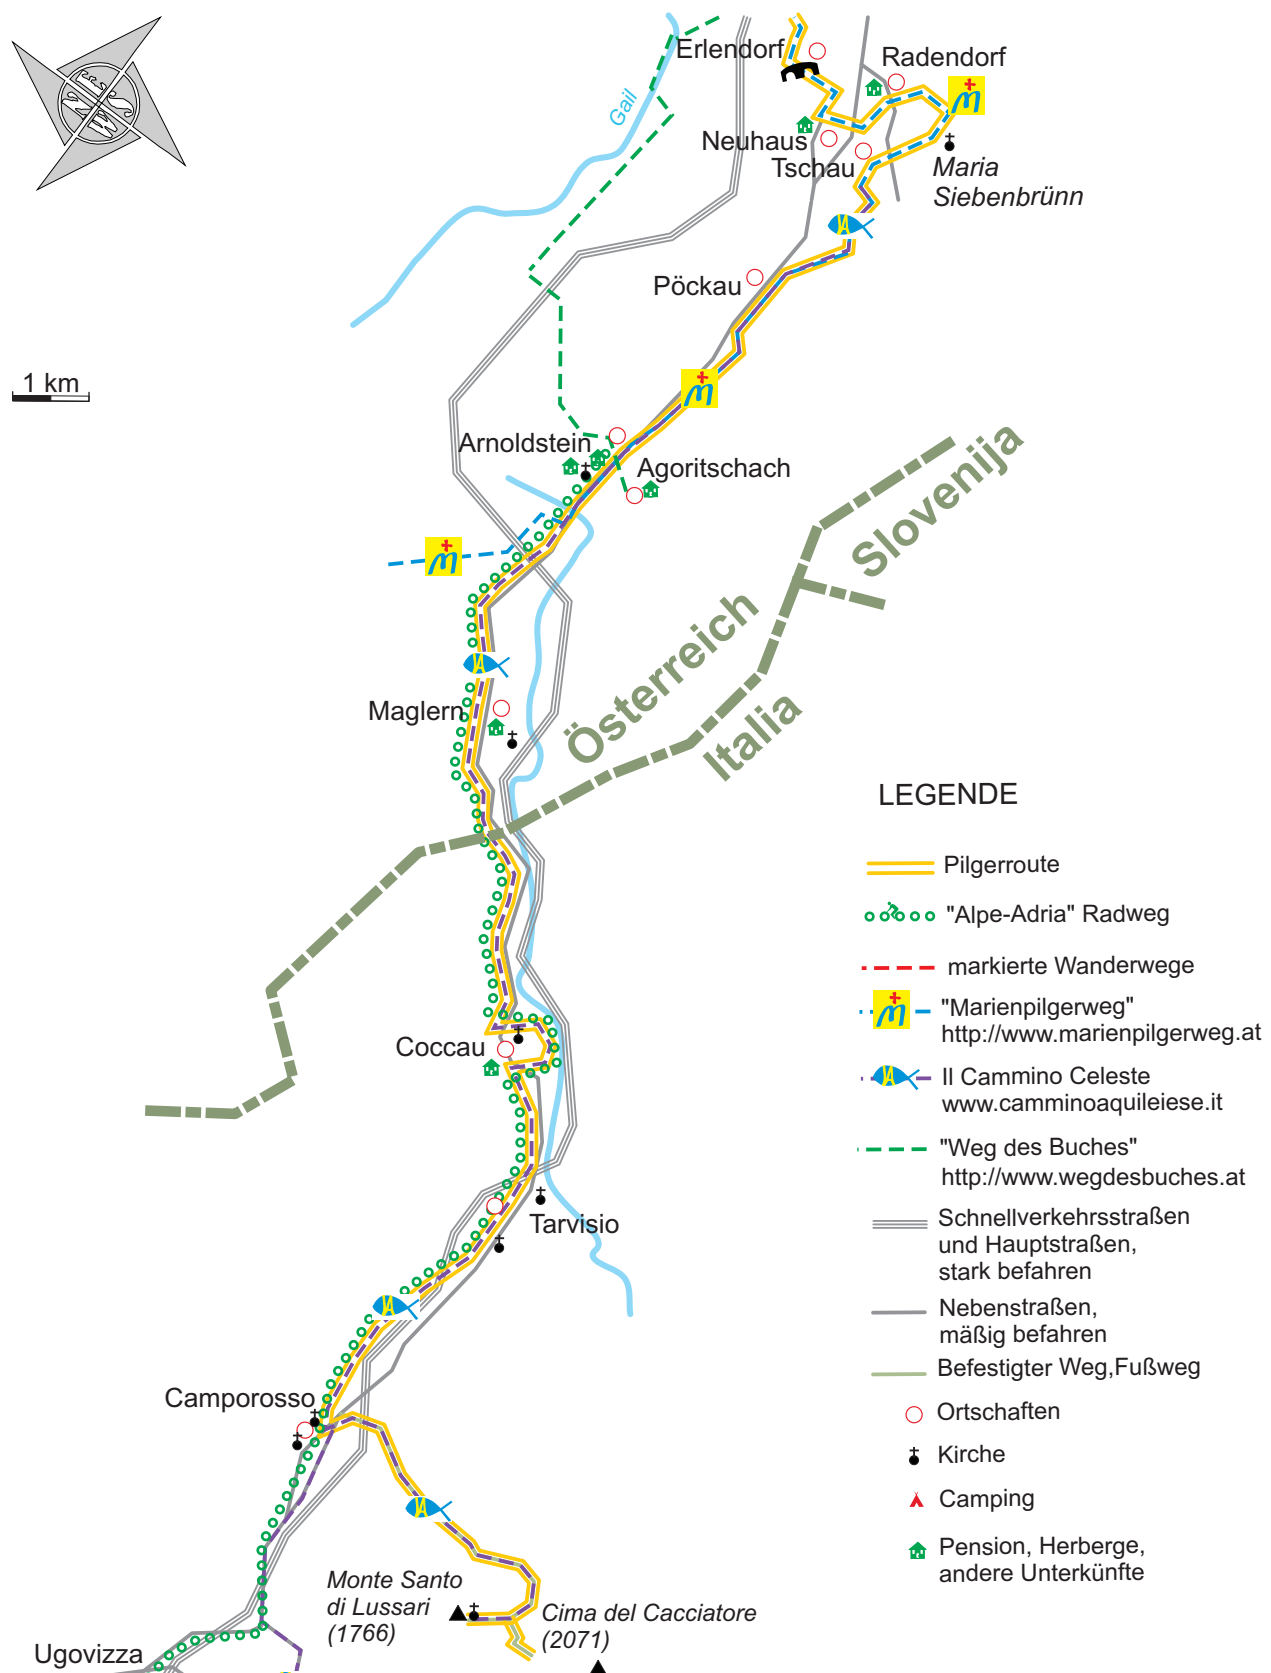 Erlendorf
Radendorf
Gail
Neuhaus
Tschau
Maria
Siebenbrünn
Pöckau
1 km
Arnoldstein
Agoritschach
Slovenija
Österreich
Italia
Maglern
Coccau
Tarvisio
Camporosso
Monte Santo
di Lussari
(1766)
Cima del Cacciatore
(2071)
Ugovizza
LEGENDE
Pilgerroute
"Alpe-Adria" Radweg
markierte Wanderwege
"Marienpilgerweg"
http://www.marienpilgerweg.at
Il Cammino Celeste
www.camminoaquileiese.it
"Weg des Buches"
http://www.wegdesbuches.at
Schnellverkehrsstraßen
und Hauptstraßen,
stark befahren
Nebenstraßen,
mäßig befahren
Befestigter Weg,Fußweg
Ortschaften
Kirche
Camping
Pension, Herberge,
andere Unterkünfte